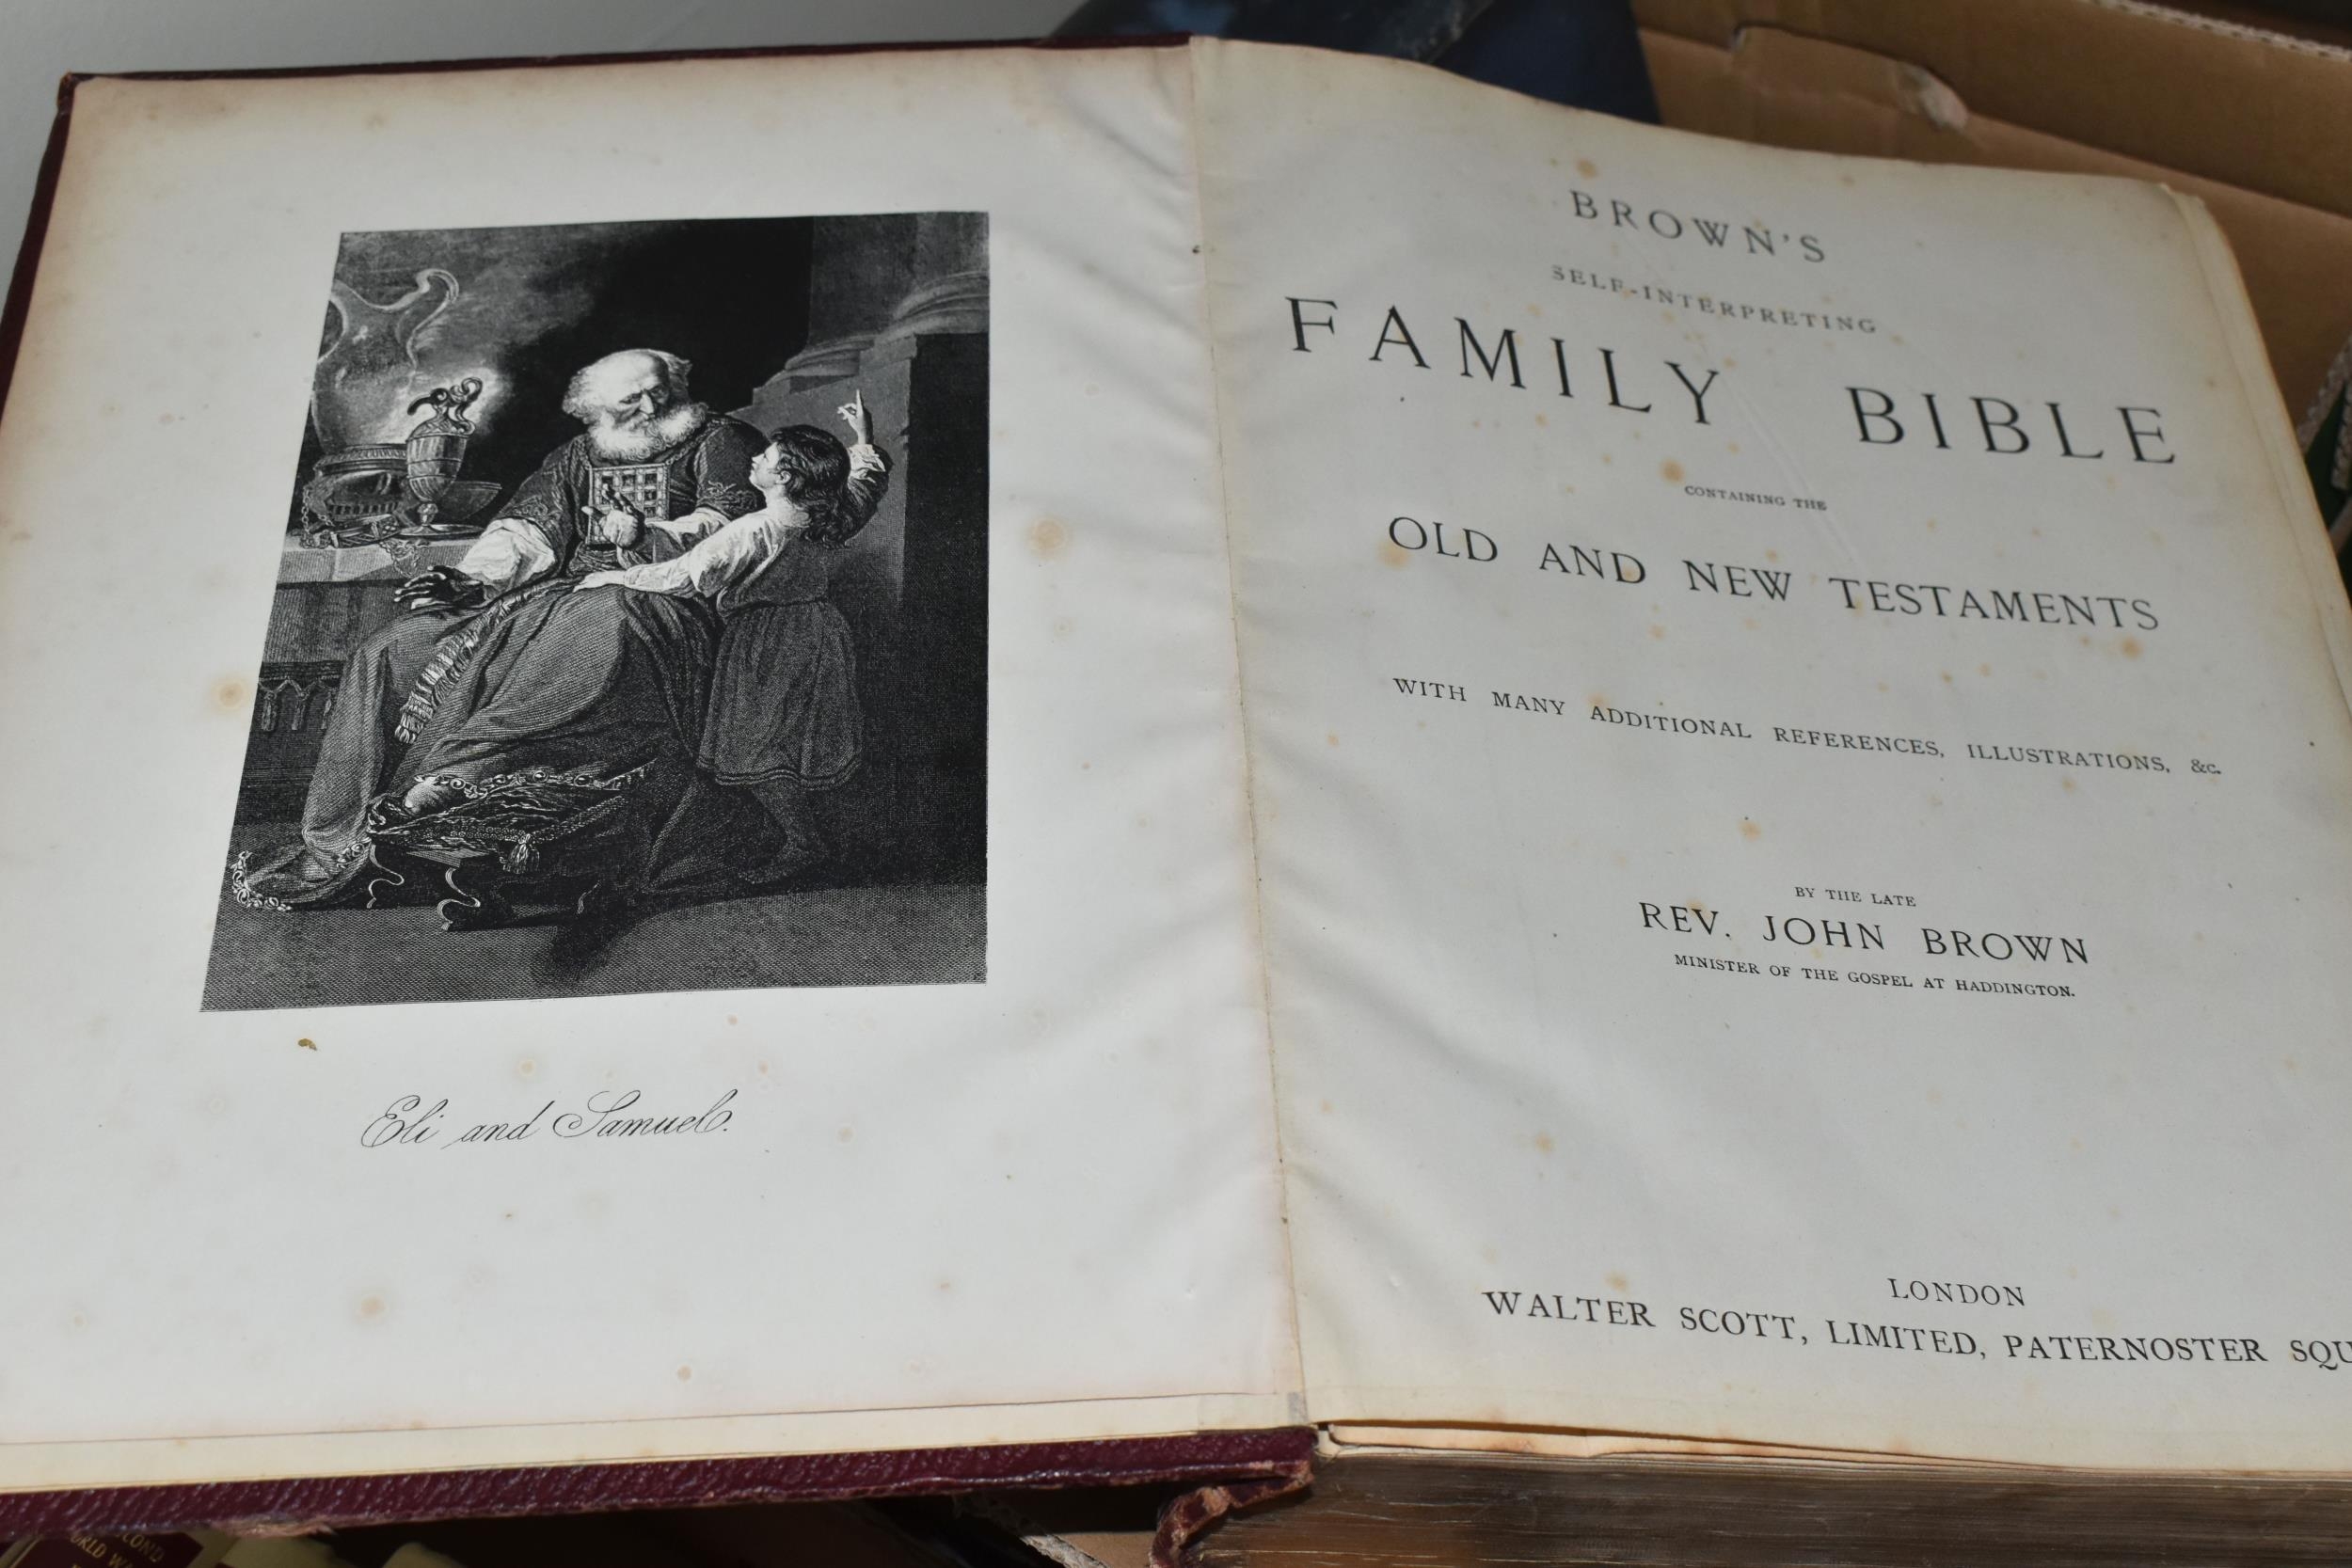 Eli and Samuel.
BROWN'S
SELF-INTERPRETING
FAMILY BIBLE
CONTAINING THE
OLD AND NEW TESTAMENTS
WITH MANY ADDITIONAL REFERENCES, ILLUSTRATIONS, &c.
BY THE LATE
REV. JOHN BROWN
MINISTER OF THE GOSPEL AT HADDINGTON.
LONDON
WALTER SCOTT, LIMITED, PATERNOSTER SQU